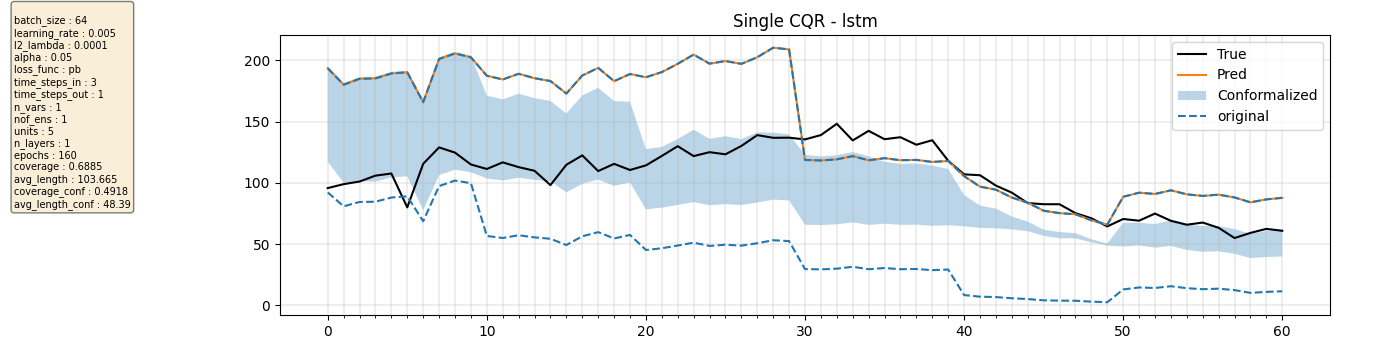 batch_size : 64
learning_rate : 0.005
l2_lambda : 0.0001
alpha : 0.05
loss_func : pb
time_steps_in : 3
time_steps_out : 1
n_vars : 1
nof_ens : 1
units : 5
n_layers : 1
epochs : 160
coverage : 0.6885
avg_length : 103.665
coverage_conf : 0.4918
avg_length_conf : 48.39
Single CQR - lstm
True
Pred
Conformalized
original
200
150
100
50
0
0 10 20 30 40 50 60